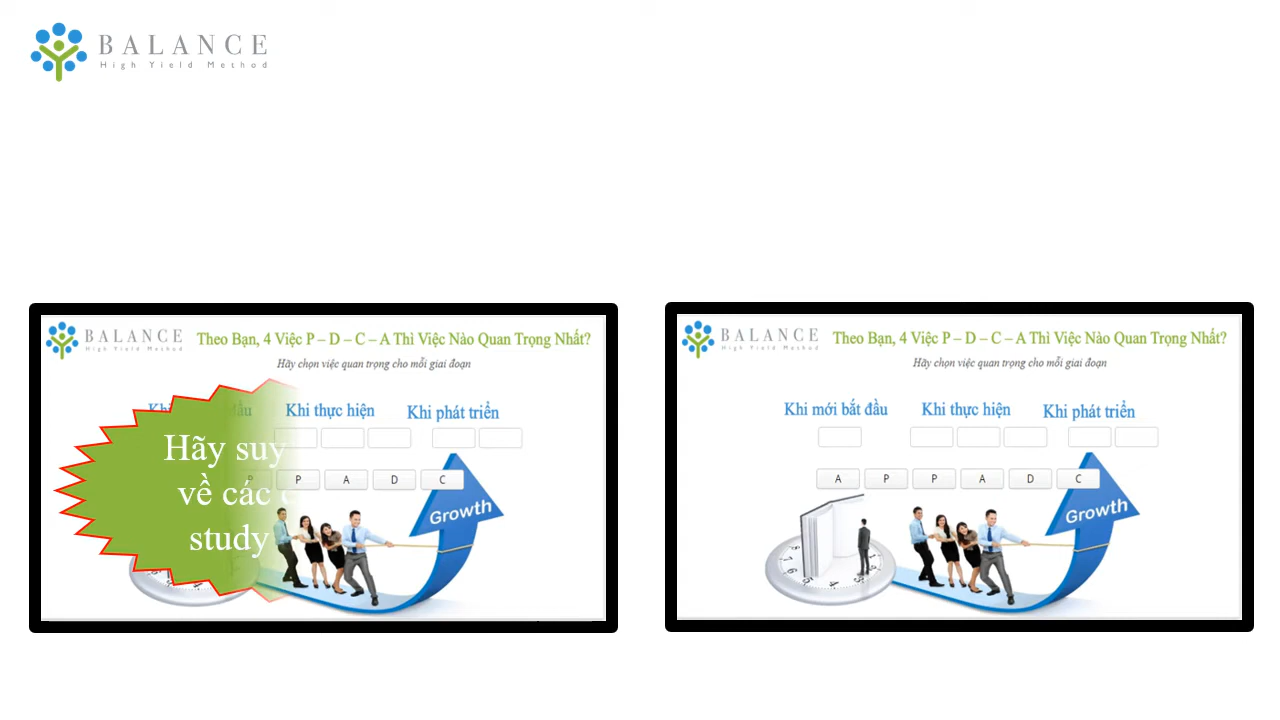 BALANCE
High Yield Method
BALANCE
High Yield Method
Theo Bạn, 4 Việc P – D – C – A Thì Việc Nào Quan Trọng Nhất?
Hãy chọn việc quan trọng cho mỗi giai đoạn
Khi thực hiện
Khi phát triển
P P A D C
Hãy suy
về các
study
Growth
BALANCE
High Yield Method
Theo Bạn, 4 Việc P – D – C – A Thì Việc Nào Quan Trọng Nhất?
Hãy chọn việc quan trọng cho mỗi giai đoạn
Khi mới bắt đầu
Khi thực hiện
Khi phát triển
A P P A D C
Growth